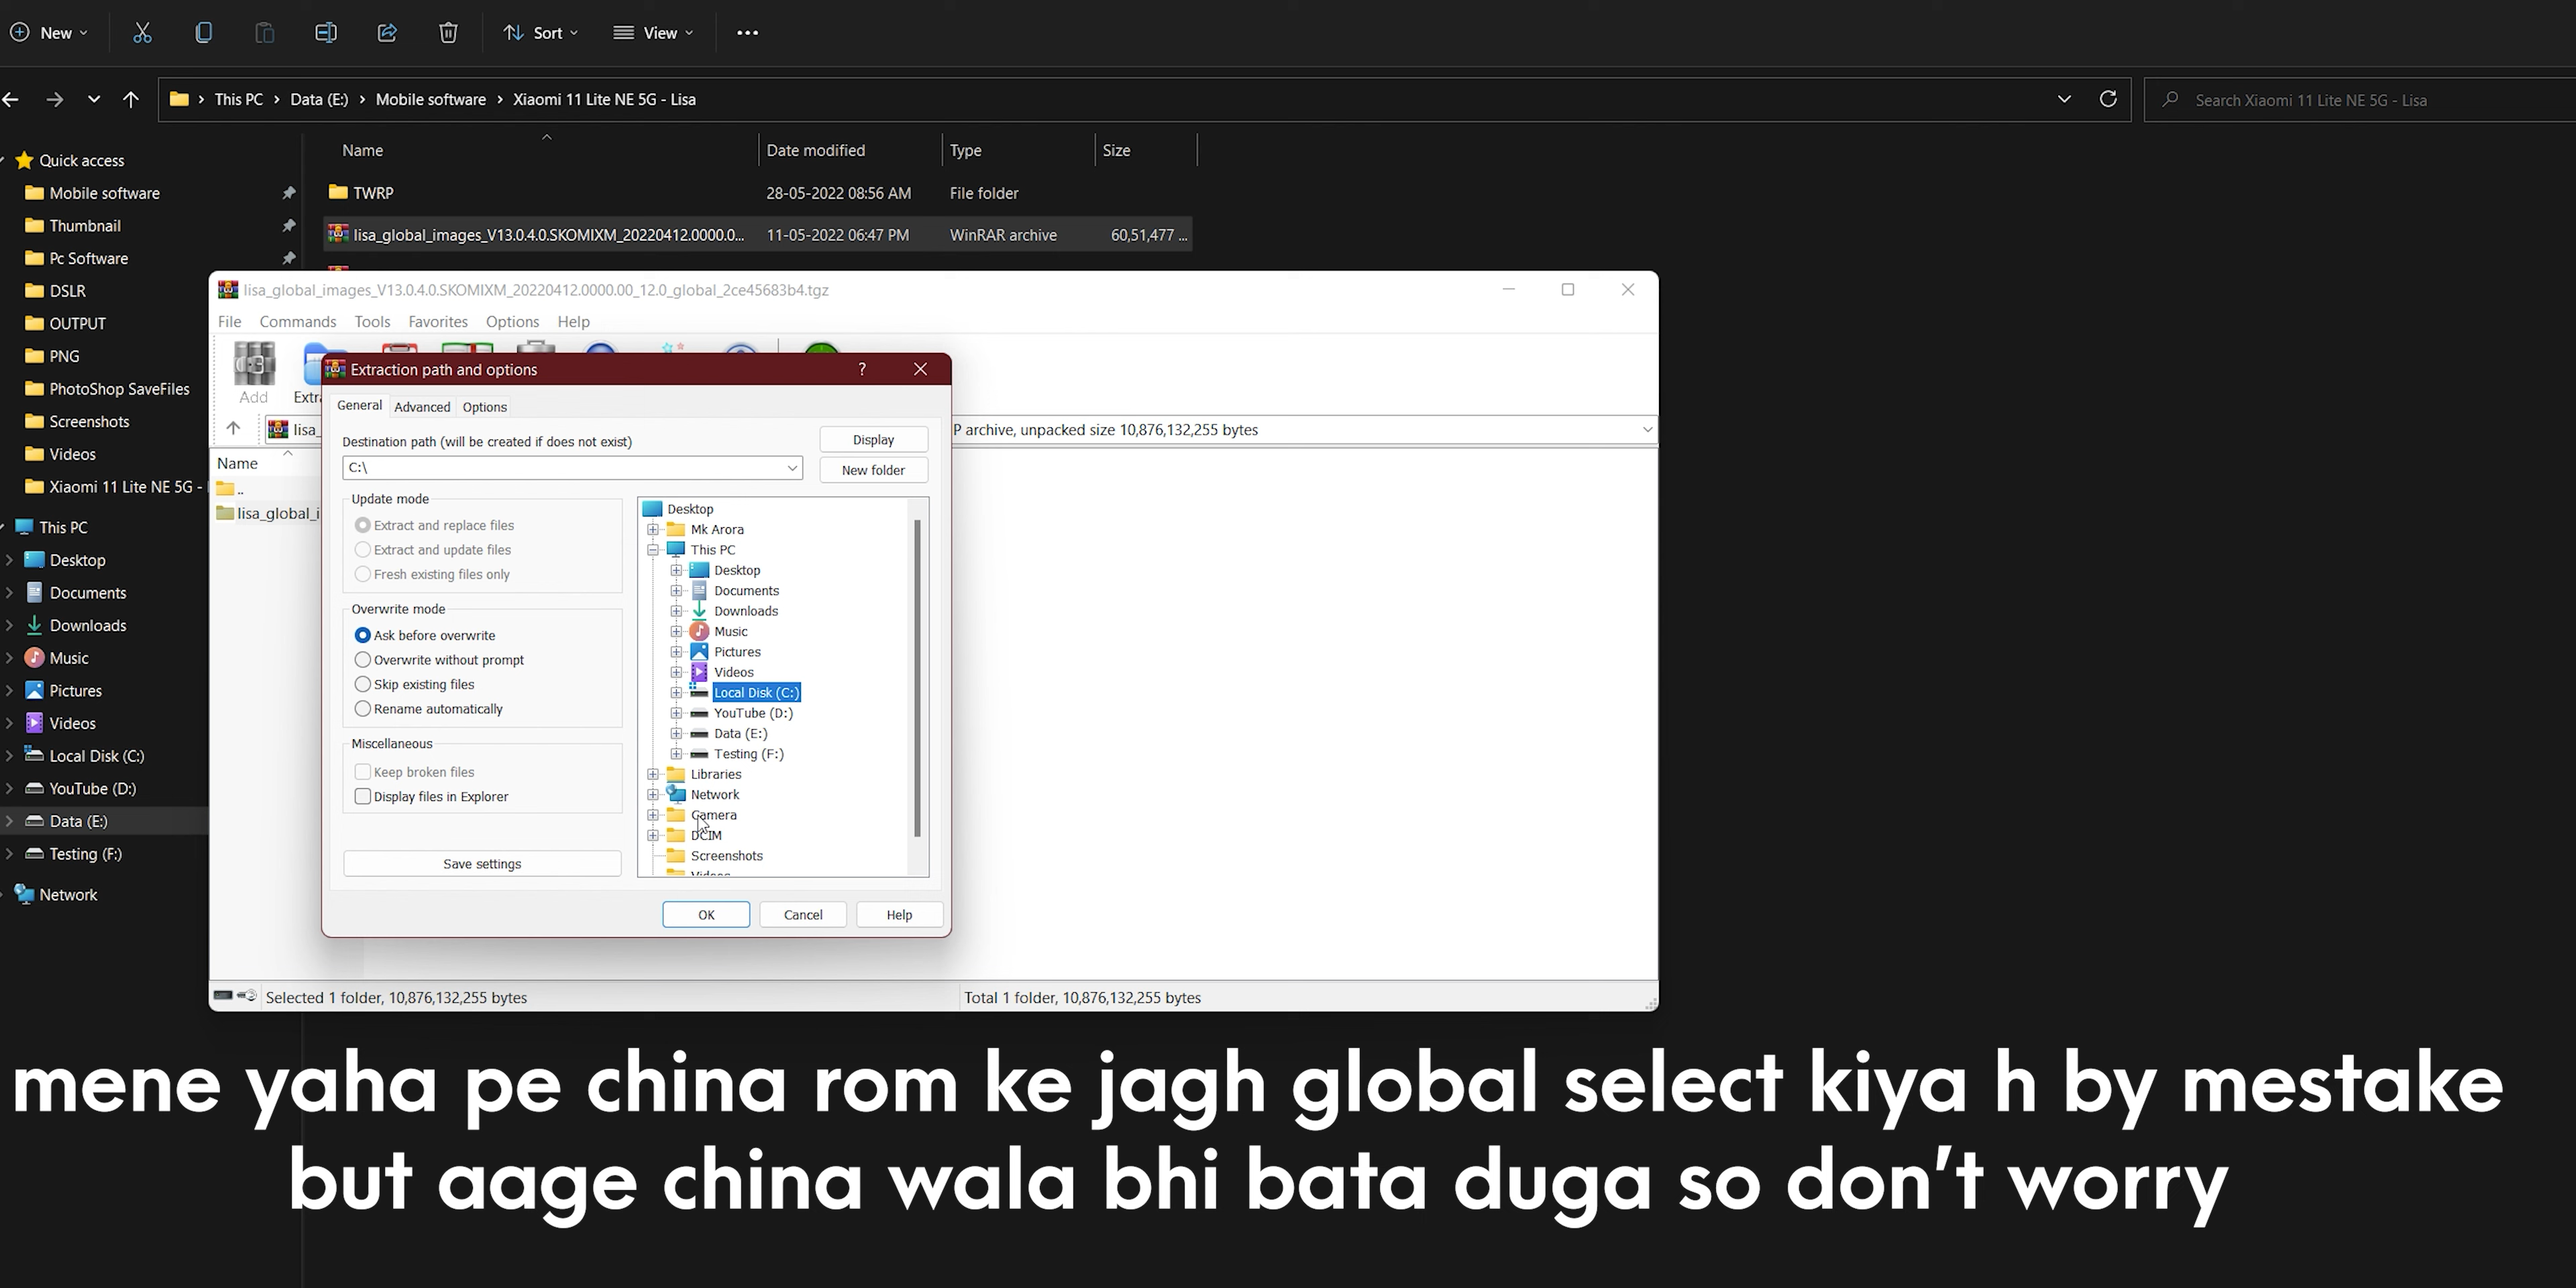 New
Sort
View
This PC > Data (E:) > Mobile software > Xiaomi 11 Lite NE 5G - Lisa
Search Xiaomi 11 Lite NE 5G - Lisa
Name Date modified Type Size
TWRP 28-05-2022 08:56 AM File folder
lisa_global_images_V13.0.4.0.SKOMIXM_20220412.0000.0... 11-05-2022 06:47 PM WinRAR archive 60,51,477 ...
Quick access
Mobile software
Thumbnail
Pc Software
DSLR
OUTPUT
PNG
PhotoShop SaveFiles
Screenshots
Videos
Xiaomi 11 Lite NE 5G -
This PC
Desktop
Documents
Downloads
Music
Pictures
Videos
Local Disk (C:)
YouTube (D:)
Data (E:)
Testing (F:)
Network
lisa_global_images_V13.0.4.0.SKOMIXM_20220412.0000.00_12.0_global_2ce45683b4.tgz
File Commands Tools Favorites Options Help
Add Extra
lisa_
P archive, unpacked size 10,876,132,255 bytes
Name
..
lisa_global_i
Extraction path and options
?
General Advanced Options
Destination path (will be created if does not exist)
C:\
Display
New folder
Update mode
Extract and replace files
Extract and update files
Fresh existing files only
Overwrite mode
Ask before overwrite
Overwrite without prompt
Skip existing files
Rename automatically
Miscellaneous
Keep broken files
Display files in Explorer
Save settings
Desktop
Mk Arora
This PC
Desktop
Documents
Downloads
Music
Pictures
Videos
Local Disk (C:)
YouTube (D:)
Data (E:)
Testing (F:)
Libraries
Network
Camera
DCIM
Screenshots
Videos
OK Cancel Help
Selected 1 folder, 10,876,132,255 bytes
Total 1 folder, 10,876,132,255 bytes
mene yaha pe china rom ke jagh global select kiya h by mestake
but aage china wala bhi bata duga so don't worry